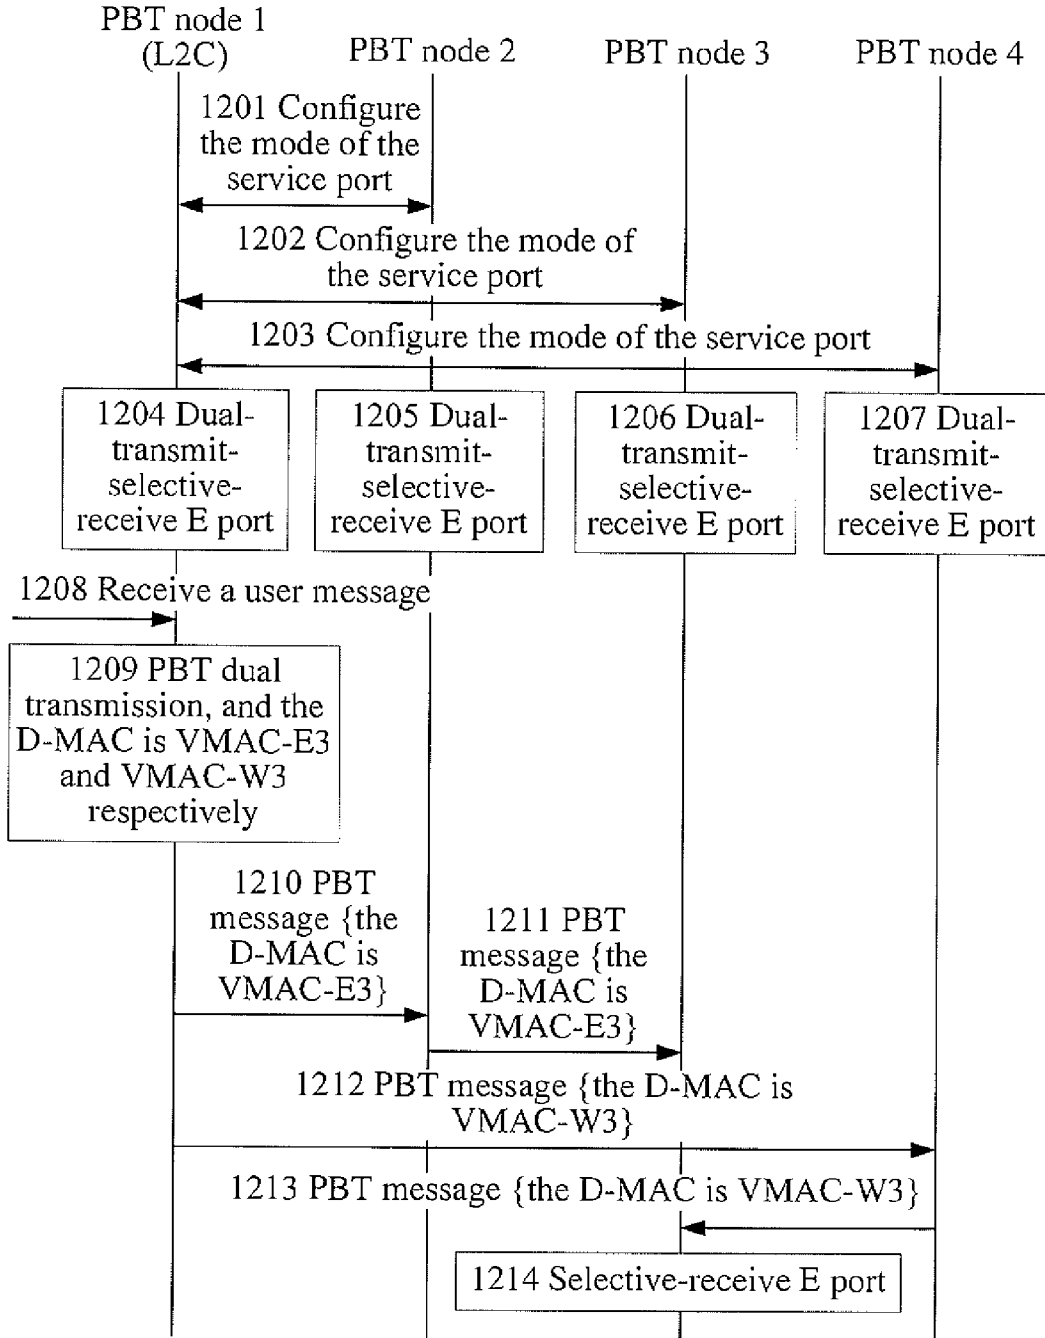 PBT node 1
(L2C)
PBT node 2
PBT node 3
PBT node 4
1201 Configure
the mode of the
service port
1202 Configure the mode of
the service port
1203 Configure the mode of the service port
1204 Dual-
transmit-
selective-
receive E port
1205 Dual-
transmit-
selective-
receive E port
1206 Dual-
transmit-
selective-
receive E port
1207 Dual-
transmit-
selective-
receive E port
1208 Receive a user message
1209 PBT dual
transmission, and the
D-MAC is VMAC-E3
and VMAC-W3
respectively
1210 PBT
message {the
D-MAC is
VMAC-E3}
1211 PBT
message {the
D-MAC is
VMAC-E3}
1212 PBT message {the D-MAC is
VMAC-W3}
1213 PBT message {the D-MAC is VMAC-W3}
1214 Selective-receive E port